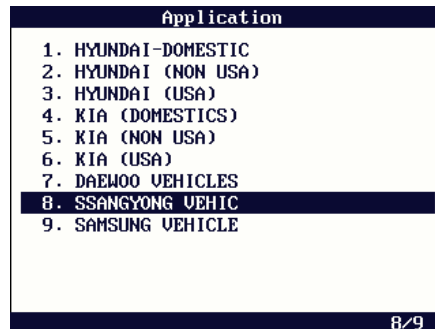 Application
1. HYUNDAI-DOMESTIC
2. HYUNDAI (NON USA)
3. HYUNDAI (USA)
4. KIA (DOMESTICS)
5. KIA (NON USA)
6. KIA (USA)
7. DAEWOO VEHICLES
8. SSANGYONG VEHIC
9. SAMSUNG VEHICLE
8/9